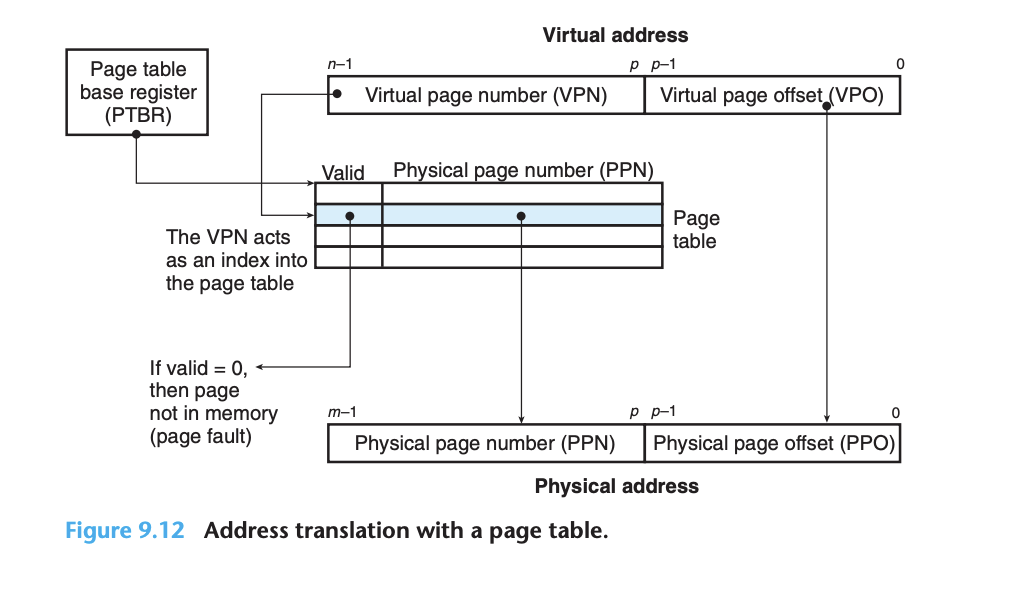 Virtual address
n–1
p
p–1
0
Page table
base register
(PTBR)
Virtual page number (VPN)
Virtual page offset (VPO)
Valid
Physical page number (PPN)
Page
table
The VPN acts
as an index into
the page table
If valid = 0,
then page
not in memory
(page fault)
m–1
p
p–1
0
Physical page number (PPN)
Physical page offset (PPO)
Physical address
Figure 9.12 Address translation with a page table.